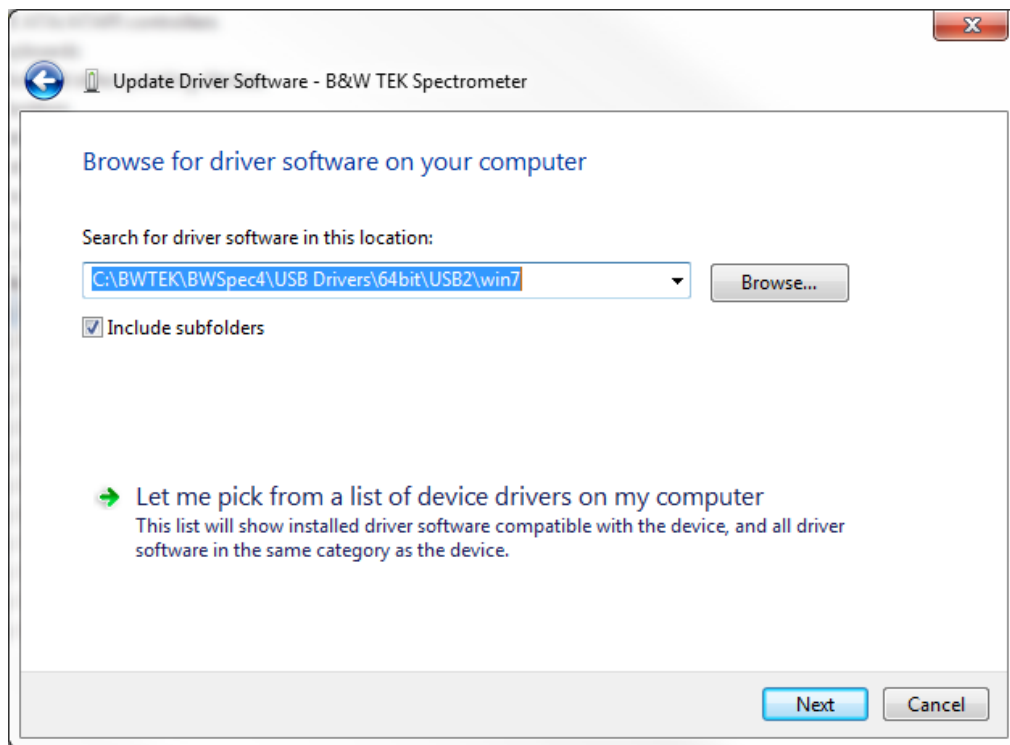 Update Driver Software - B&W TEK Spectrometer
Browse for driver software on your computer
Search for driver software in this location:
C:\BWTEK\BWSpec4\USB Drivers\64bit\USB2\win7
Browse...
Include subfolders
Let me pick from a list of device drivers on my computer
This list will show installed driver software compatible with the device, and all driver
software in the same category as the device.
Next
Cancel